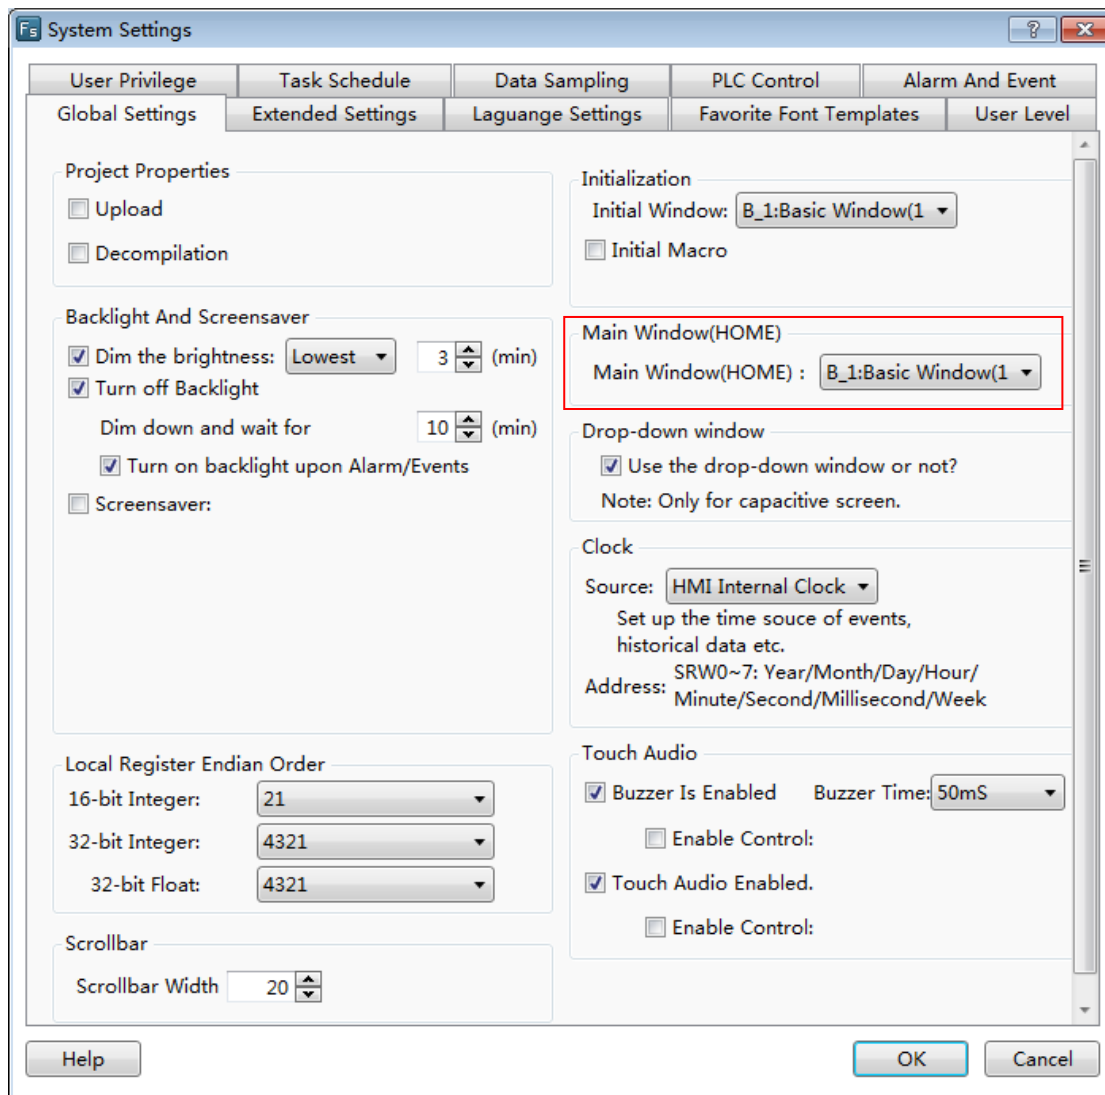 Fs System Settings
User Privilege Task Schedule Data Sampling PLC Control Alarm And Event
Global Settings Extended Settings Laguange Settings Favorite Font Templates User Level
Project Properties
Upload
Decompilation
Backlight And Screensaver
Dim the brightness: Lowest 3 (min)
Turn off Backlight
Dim down and wait for 10 (min)
Turn on backlight upon Alarm/Events
Screensaver:
Local Register Endian Order
16-bit Integer: 21
32-bit Integer: 4321
32-bit Float: 4321
Scrollbar
Scrollbar Width 20
Initialization
Initial Window: B_1:Basic Window(1
Initial Macro
Main Window(HOME)
Main Window(HOME) : B_1:Basic Window(1
Drop-down window
Use the drop-down window or not?
Note: Only for capacitive screen.
Clock
Source: HMI Internal Clock
Set up the time souce of events,
historical data etc.
Address: SRW0~7: Year/Month/Day/Hour/
Minute/Second/Millisecond/Week
Touch Audio
Buzzer Is Enabled Buzzer Time: 50mS
Enable Control:
Touch Audio Enabled.
Enable Control:
Help OK Cancel